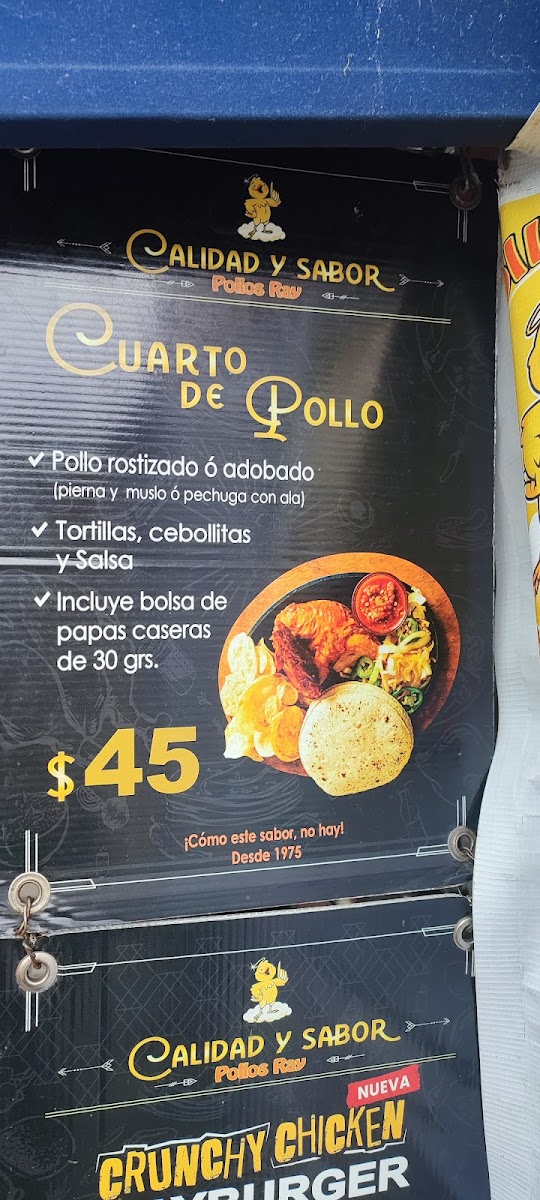 CALIDAD Y SABOR
Pollos Ray
CUARTO
DE POLLO
Pollo rostizado ó adobado
(pierna y muslo ó pechuga con ala)
Tortillas, cebollitas
y Salsa
Incluye bolsa de
papas caseras
de 30 grs.
$45
¡Cómo este sabor, no hay!
Desde 1975
CALIDAD Y SABOR
Pollos Ray
NUEVA
CRUNCHY CHICKEN